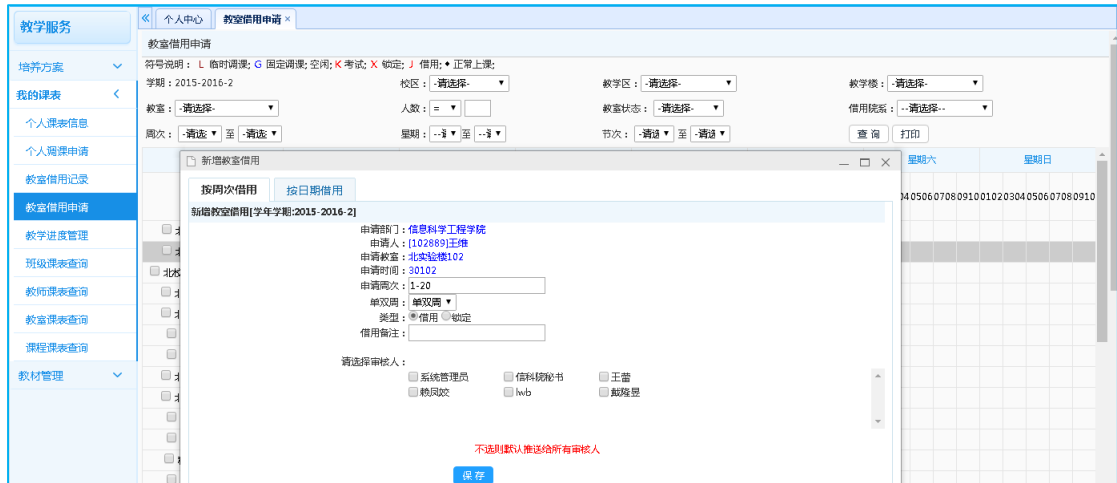 教学服务
培养方案
我的课表
个人课表信息
个人调课申请
教室借用记录
教室借用申请
教学进度管理
班级课表查询
教师课表查询
教室课表查询
课程课表查询
教材管理
个人中心 教室借用申请 ×
教室借用申请
符号说明： L 临时调课; G 固定调课; 空闲; K 考试; X 锁定; J 借用; ◆ 正常上课;
学期：2015-2016-2 校区： -请选择- 教学区： -请选择- 教学楼： -请选择-
教室： -请选择- 人数： = 教室状态： -请选择- 借用院系： --请选择--
周次： -请选 至 -请选 星期： 至 节次： -请选 至 -请选 查 询 打印
星期六 星期日
0405060708091001020304050607080910
新增教室借用
按周次借用 按日期借用
新增教室借用[学年学期:2015-2016-2]
申请部门：信息科学工程学院
申请人：[102889]王维
申请教室：北实验楼102
申请时间：30102
申请周次：1-20
单双周：单双周
类型：借用 锁定
借用备注：
请选择审核人：
系统管理员 信科院秘书 王蕾
赖凤姣 lwb 戴隆昱
不选则默认推送给所有审核人
保 存